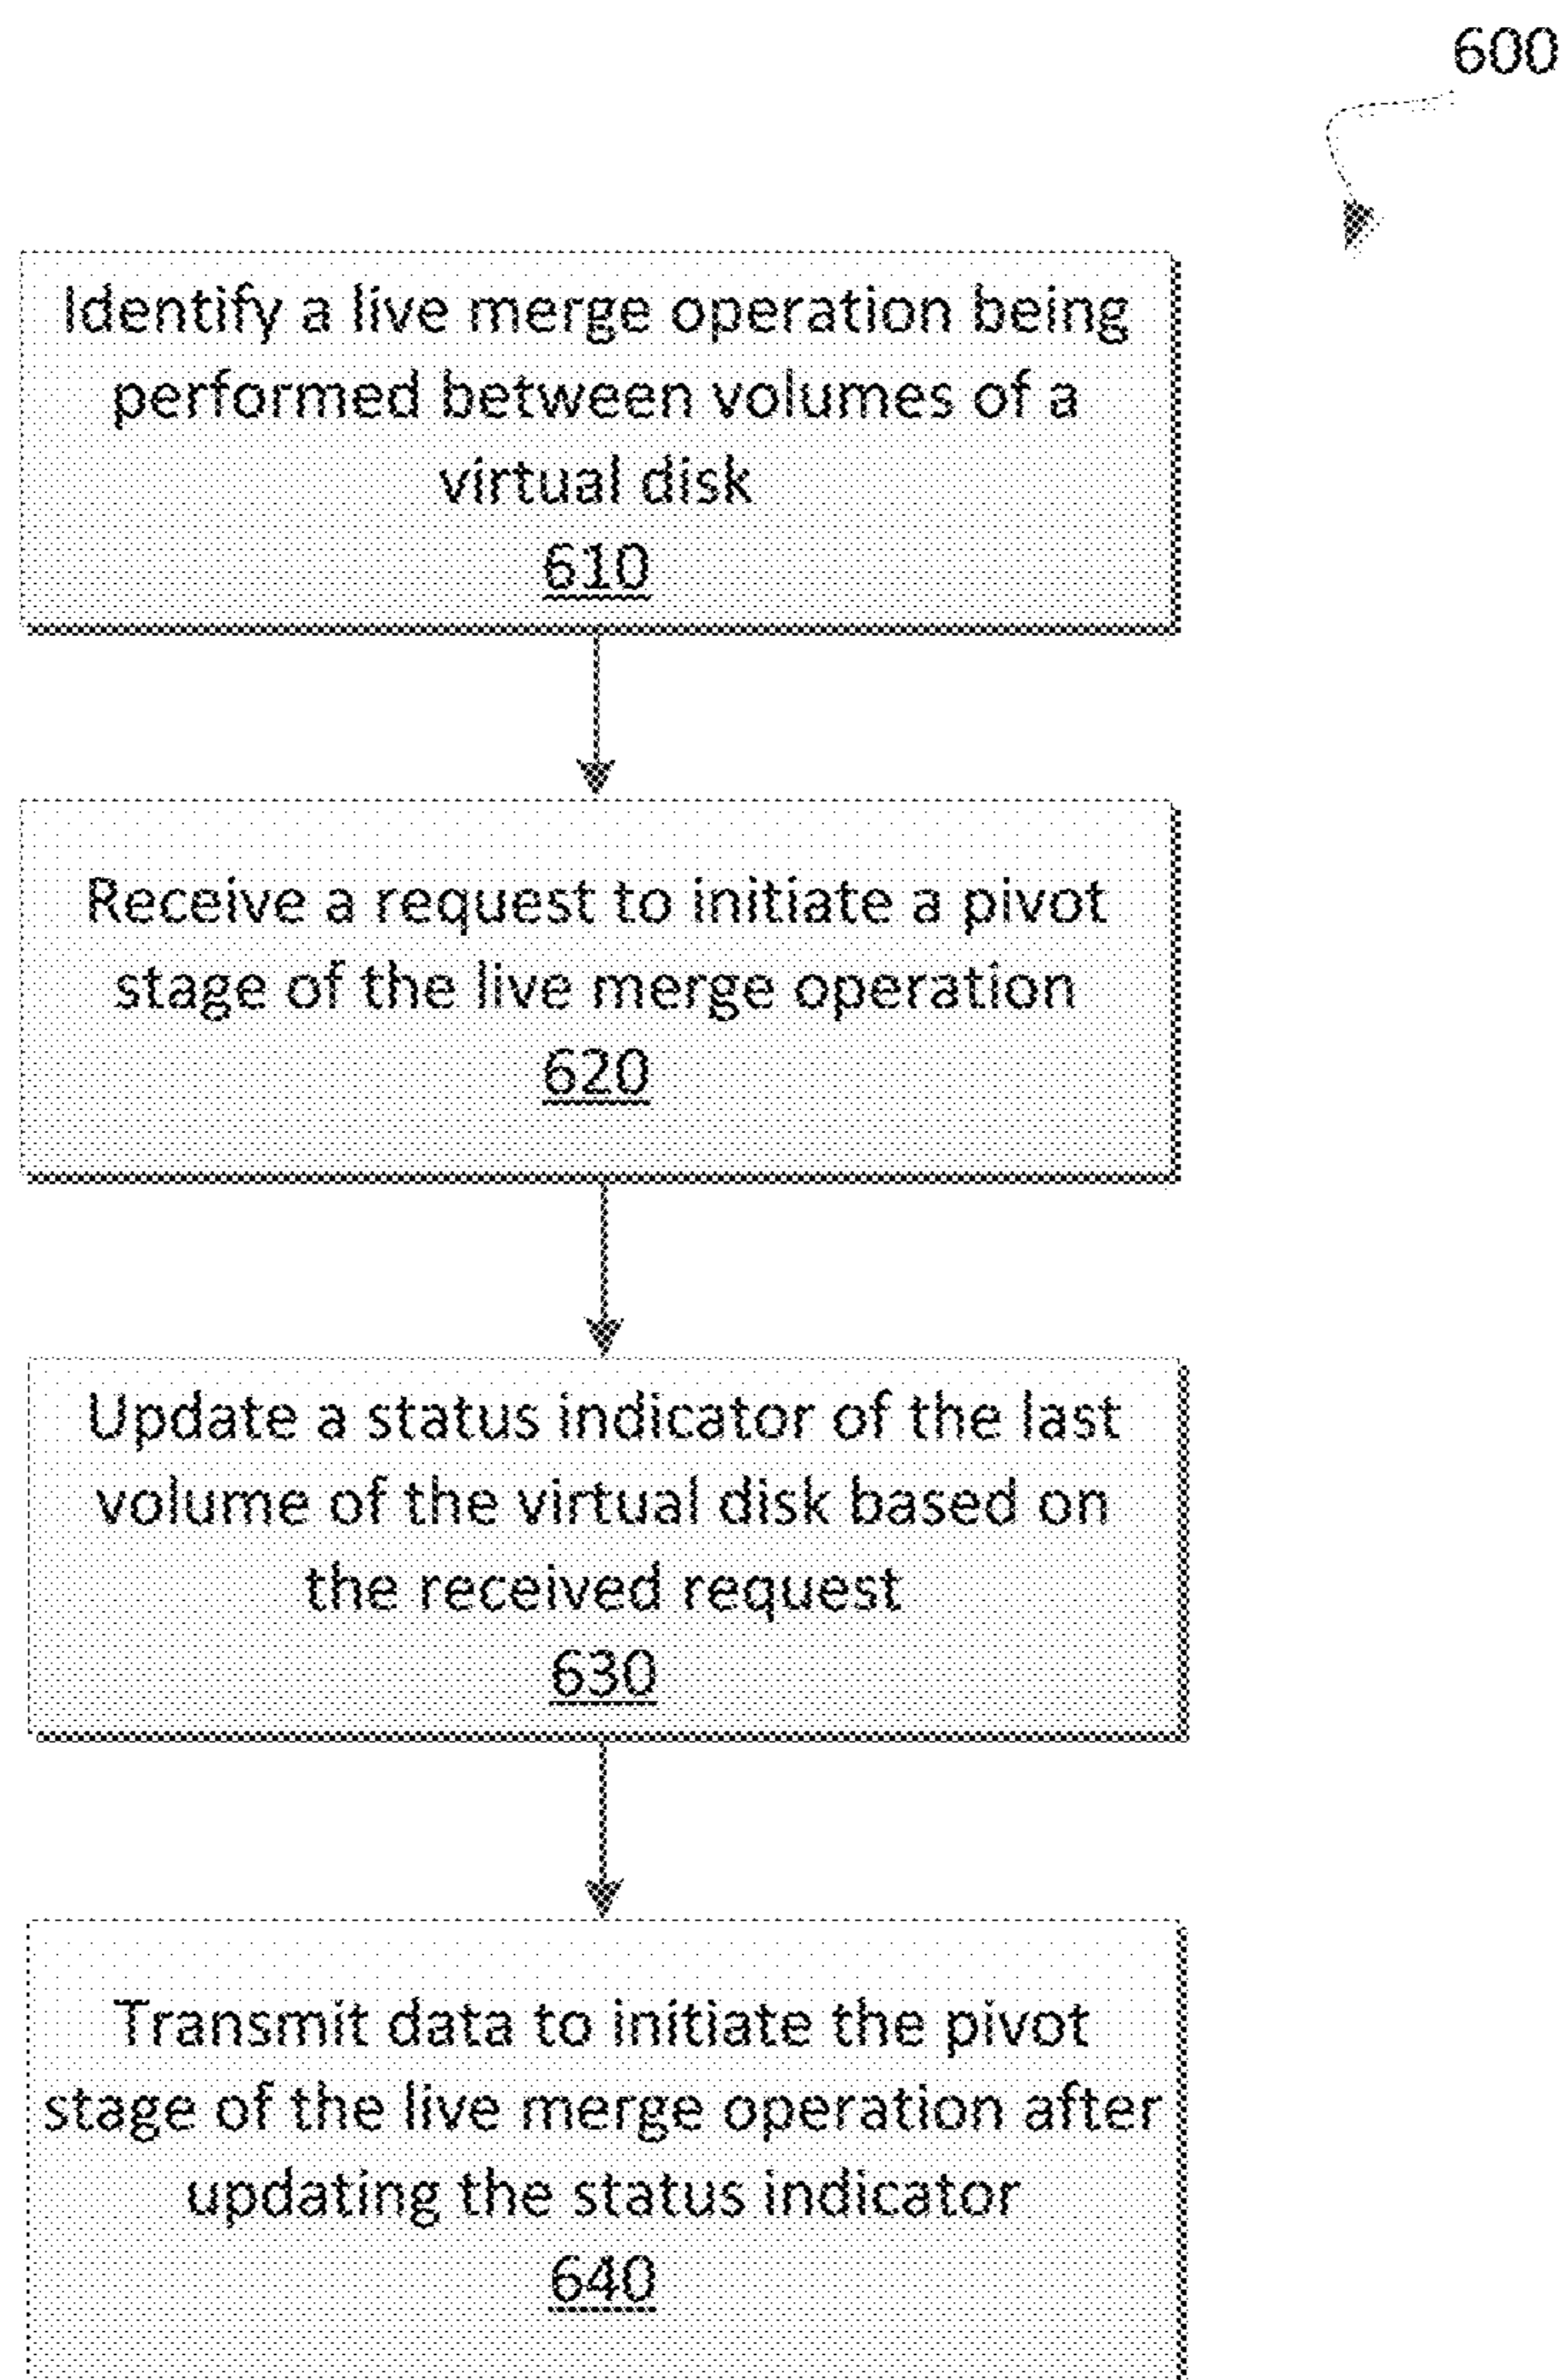 600
Identify a live merge operation being
performed between volumes of a
virtual disk
610
Receive a request to initiate a pivot
stage of the live merge operation
620
Update a status indicator of the last
volume of the virtual disk based on
the received request
630
Transmit data to initiate the pivot
stage of the live merge operation after
updating the status indicator
640